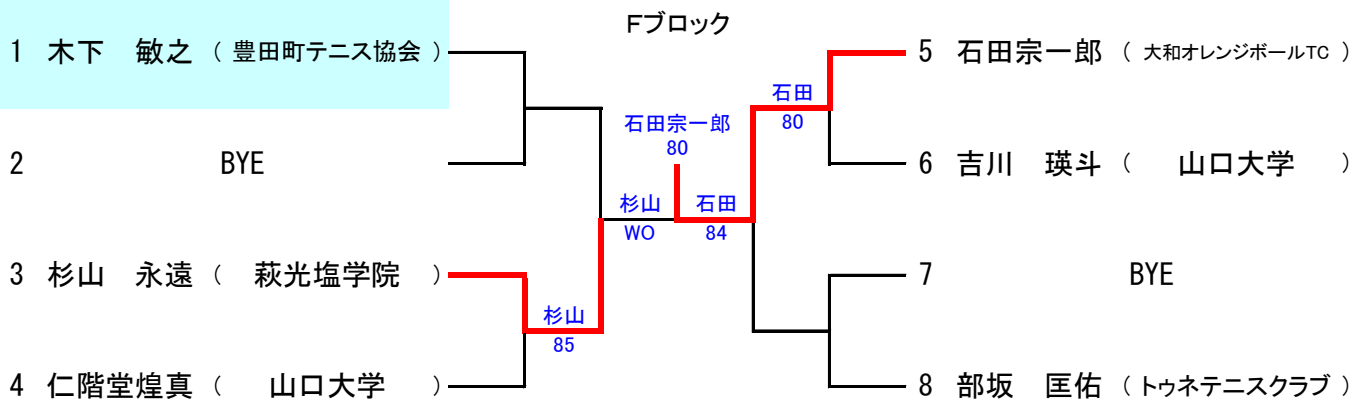 Fブロック
1 木下 敏之 ( 豊田町テニス協会 )
2 BYE
3 杉山 永遠 ( 萩光塩学院 )
4 仁階堂煌真 ( 山口大学 )
杉山
85
杉山
WO
石田宗一郎
80
石田
84
石田
80
5 石田宗一郎 ( 大和オレンジボールTC )
6 吉川 瑛斗 ( 山口大学 )
7 BYE
8 部坂 匡佑 ( トゥネテニスクラブ )